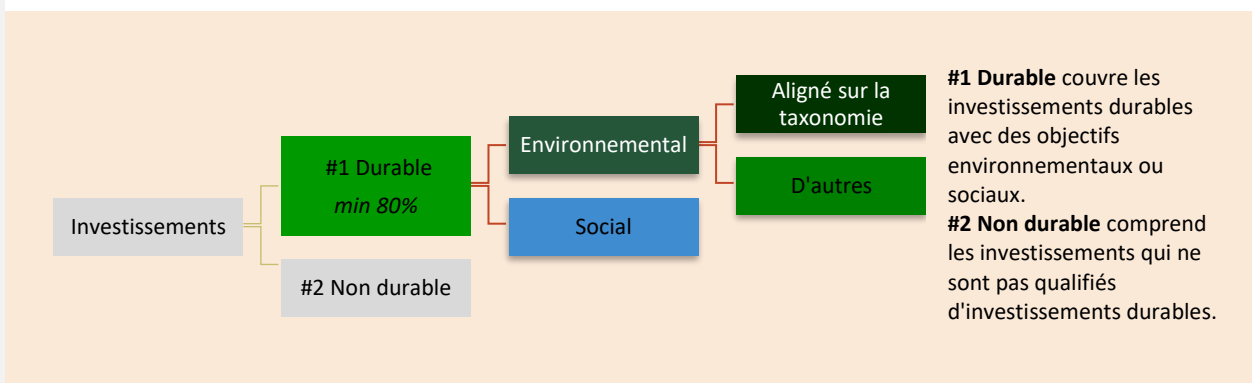 Investissements
#1 Durable
min 80%
#2 Non durable
Environnemental
Social
Aligné sur la
taxonomie
D'autres
#1 Durable couvre les
investissements durables
avec des objectifs
environnementaux ou
sociaux.
#2 Non durable comprend
les investissements qui ne
sont pas qualifiés
d'investissements durables.